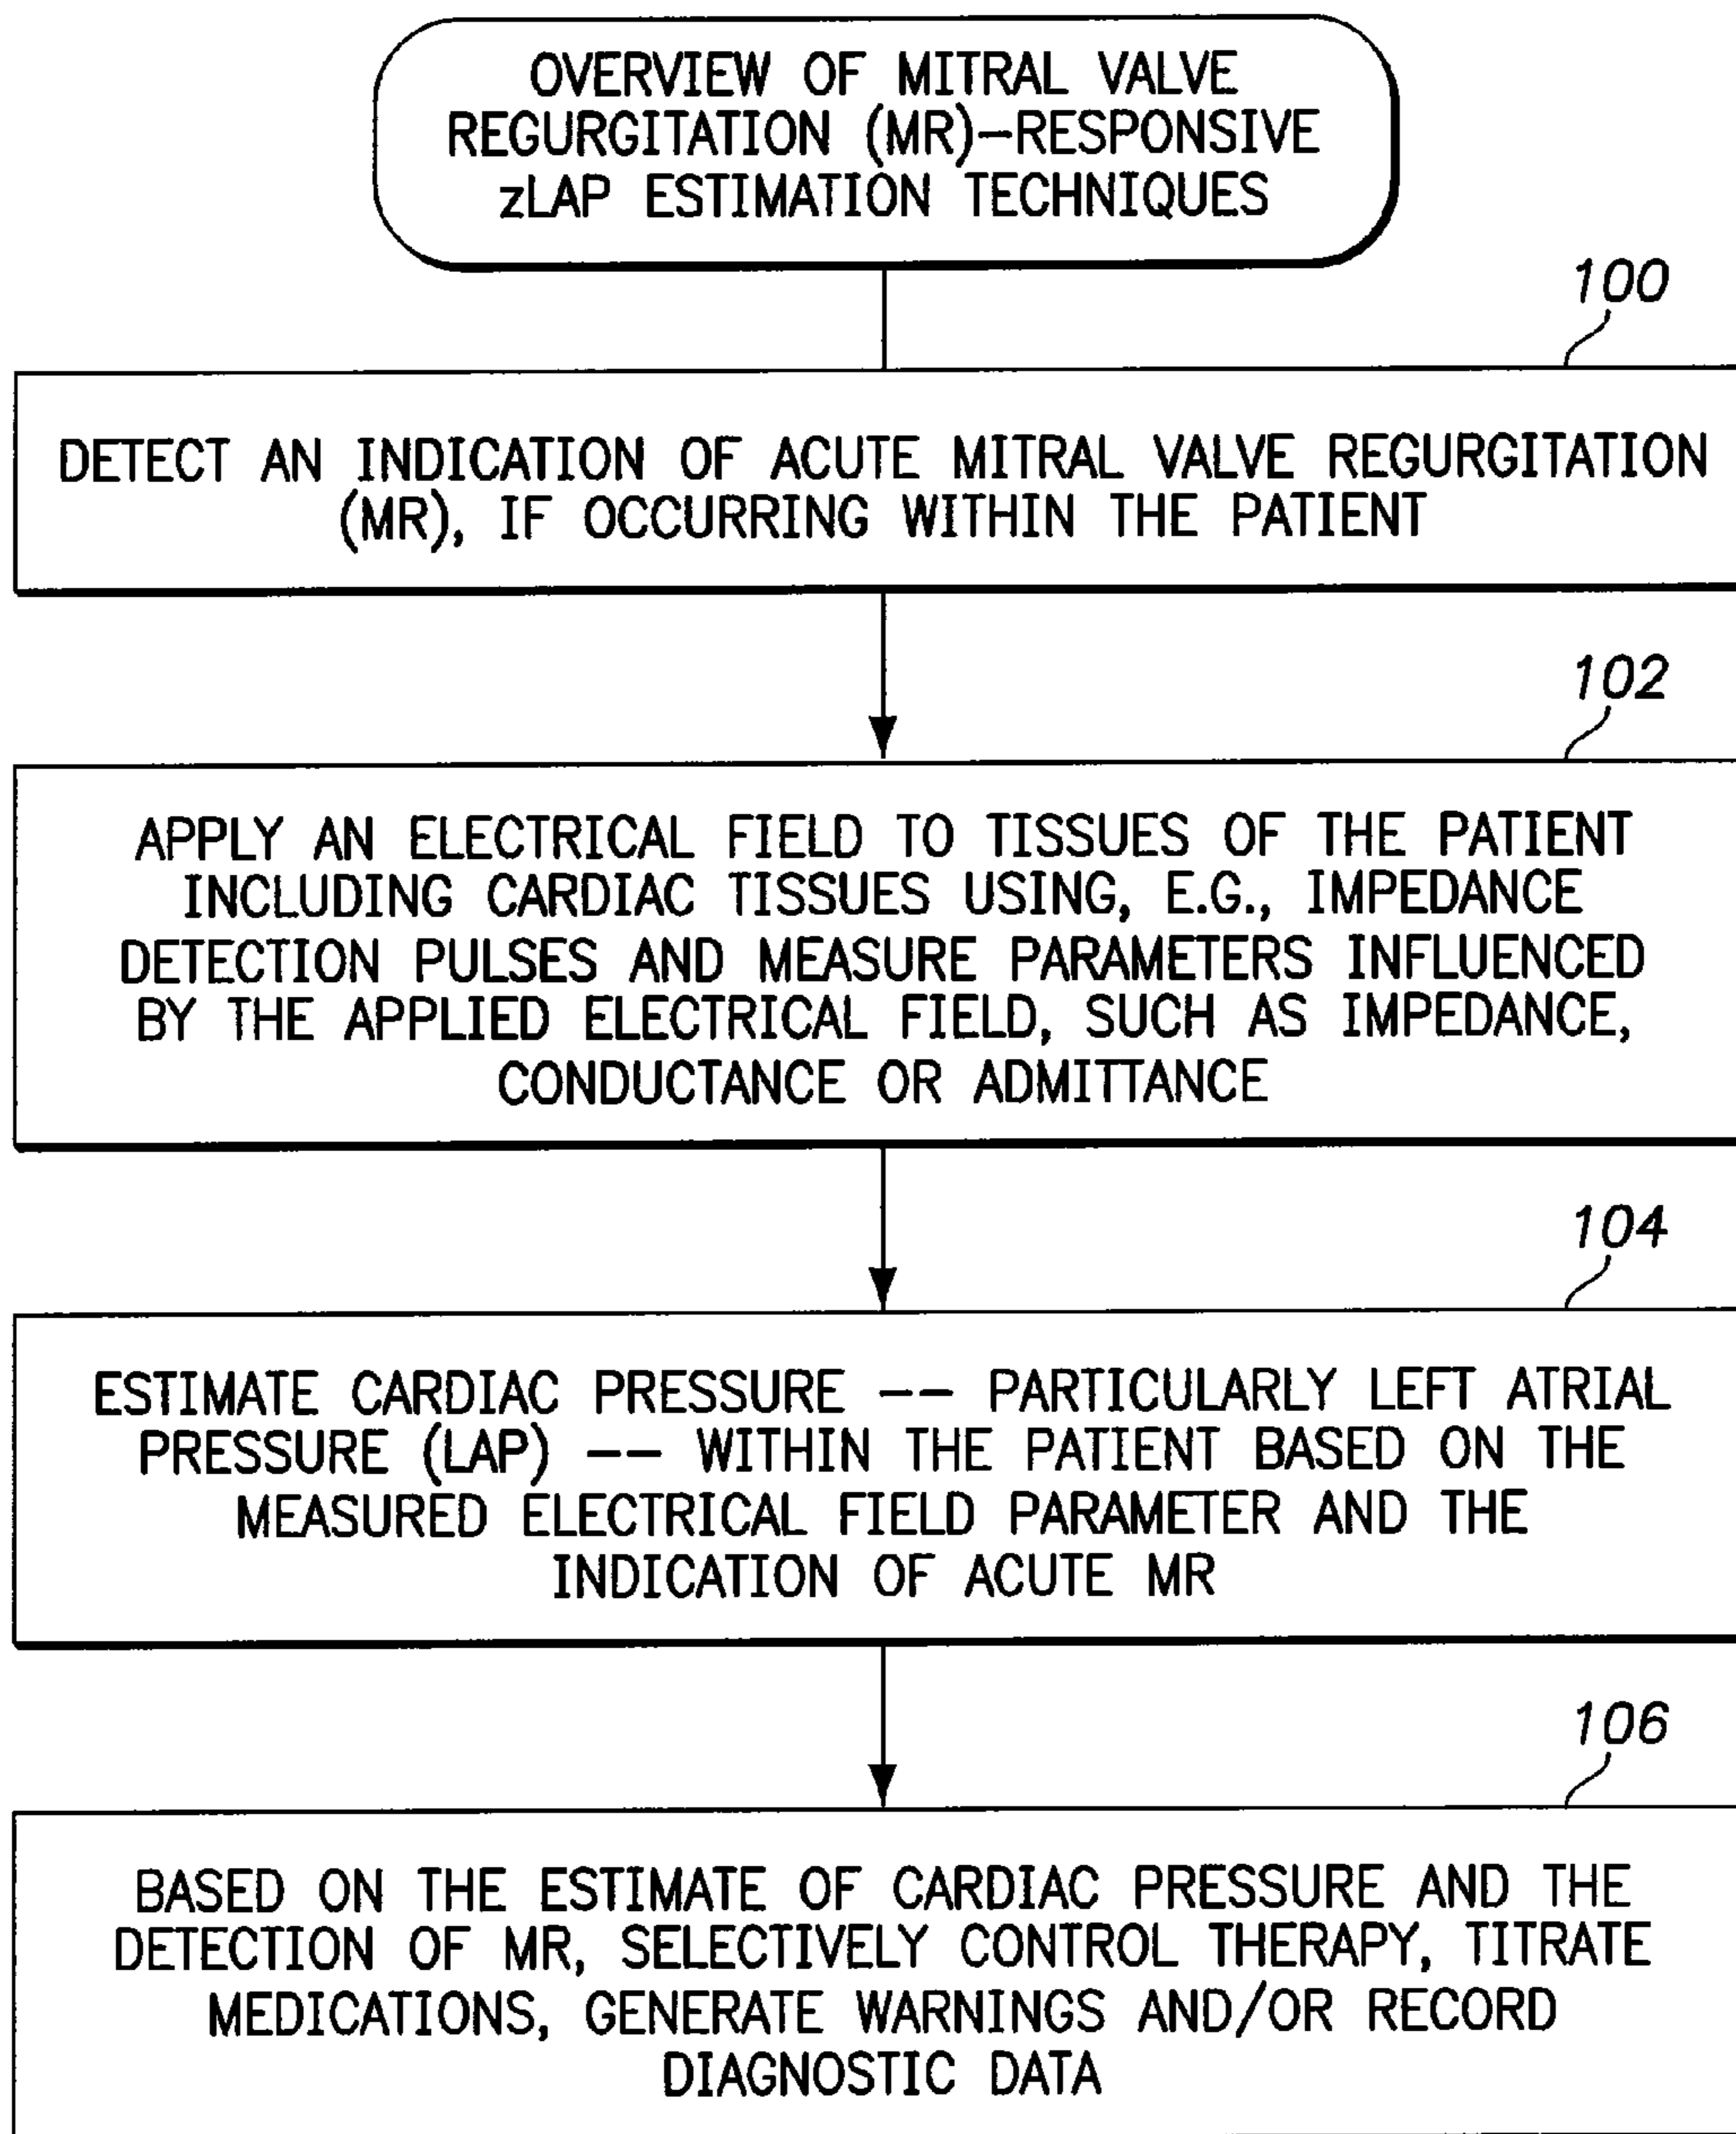 OVERVIEW OF MITRAL VALVE
REGURGITATION (MR)-RESPONSIVE
zLAP ESTIMATION TECHNIQUES
100
DETECT AN INDICATION OF ACUTE MITRAL VALVE REGURGITATION
(MR), IF OCCURRING WITHIN THE PATIENT
102
APPLY AN ELECTRICAL FIELD TO TISSUES OF THE PATIENT
INCLUDING CARDIAC TISSUES USING, E.G., IMPEDANCE
DETECTION PULSES AND MEASURE PARAMETERS INFLUENCED
BY THE APPLIED ELECTRICAL FIELD, SUCH AS IMPEDANCE,
CONDUCTANCE OR ADMITTANCE
104
ESTIMATE CARDIAC PRESSURE -- PARTICULARLY LEFT ATRIAL
PRESSURE (LAP) -- WITHIN THE PATIENT BASED ON THE
MEASURED ELECTRICAL FIELD PARAMETER AND THE
INDICATION OF ACUTE MR
106
BASED ON THE ESTIMATE OF CARDIAC PRESSURE AND THE
DETECTION OF MR, SELECTIVELY CONTROL THERAPY, TITRATE
MEDICATIONS, GENERATE WARNINGS AND/OR RECORD
DIAGNOSTIC DATA